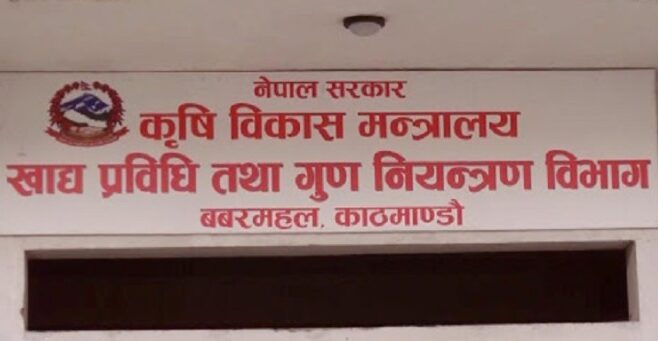 नेपाल सरकार
कृषि विकास मन्त्रालय
खाद्य प्रविधि तथा गुण नियन्त्रण विभाग
बबरमहल, काठमाण्डौ